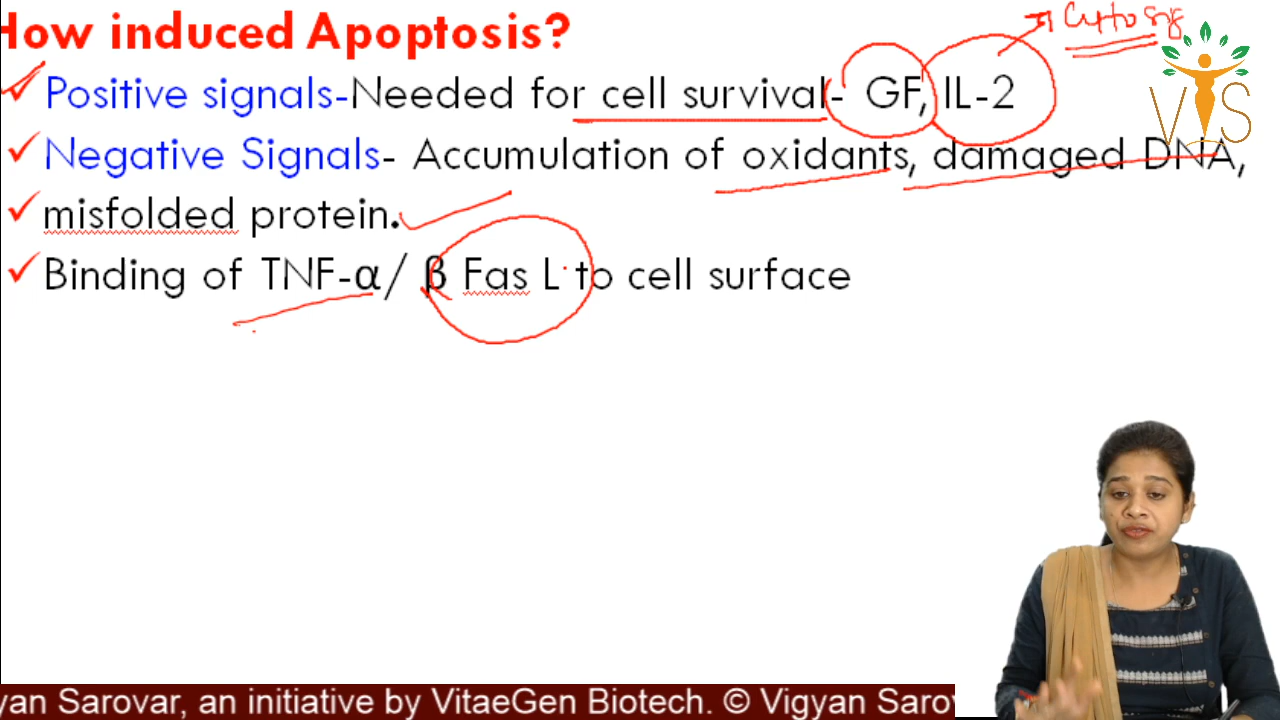 How induced Apoptosis?
Positive signals-Needed for cell survival- GF, IL-2
Negative Signals- Accumulation of oxidants, damaged DNA,
misfolded protein.
Binding of TNF-α/ β Fas L to cell surface
VS
yan Sarovar, an initiative by VitaeGen Biotech. © Vigyan Sarov